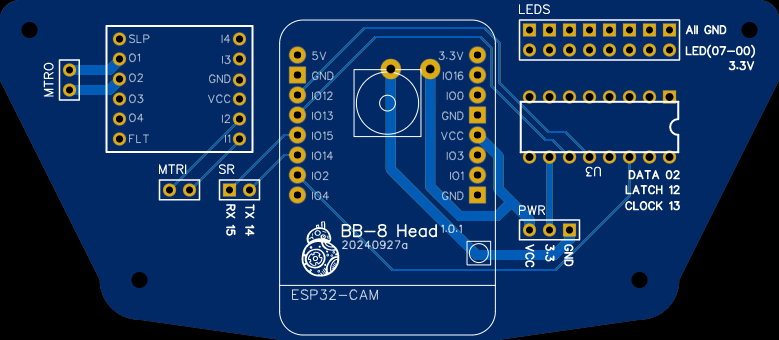 LEDS
All GND
LED(07-00)
3.3V
SLP
O1
O2
O3
O4
FLT
I4
I3
GND
VCC
I2
I1
MTRO
MTRI
SR
RX 15
TX 14
5V
GND
IO12
IO13
IO15
IO14
IO2
IO4
3.3V
IO16
IO0
GND
VCC
IO3
IO1
GND
U3
DATA 02
LATCH 12
CLOCK 13
PWR
VCC
3.3
GND
BB-8 Head 1.0.1
20240927a
ESP32-CAM